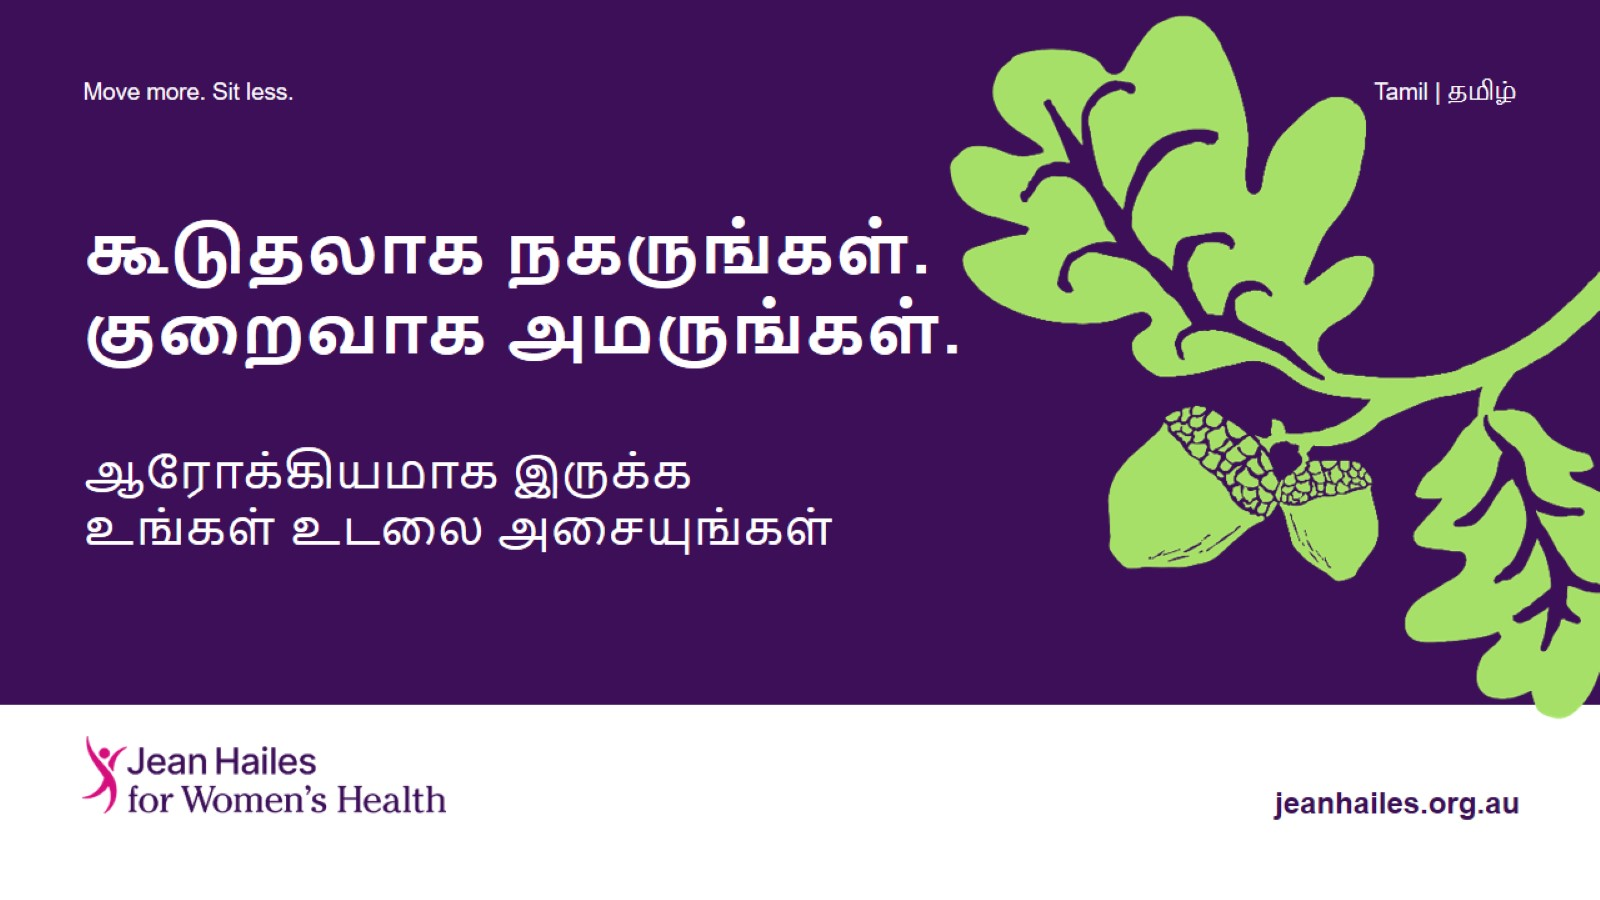 Move more. Sit less.
Tamil | தமிழ்
கூடுதலாக நகருங்கள்.
குறைவாக அமருங்கள்.
ஆரோக்கியமாக இருக்க
உங்கள் உடலை அசையுங்கள்
Jean Hailes
for Women's Health
jeanhailes.org.au